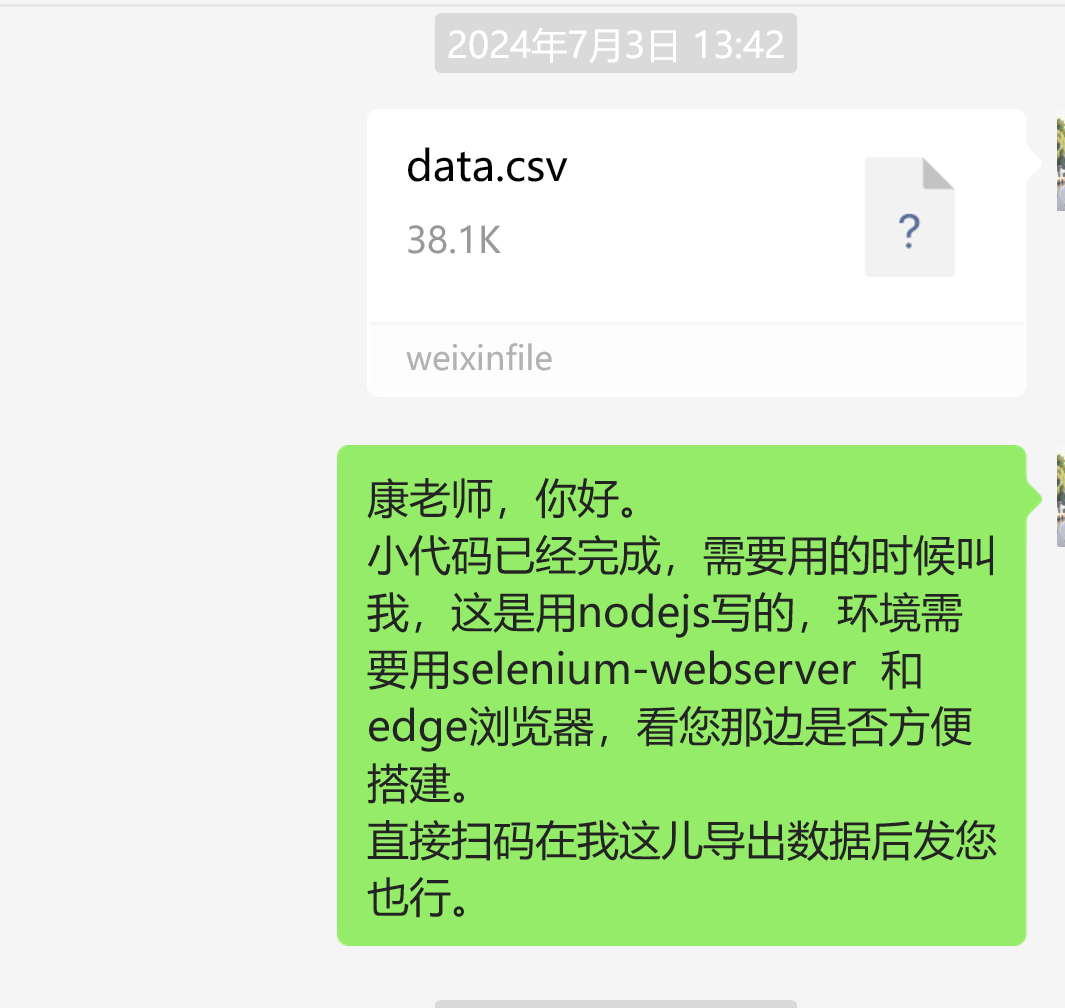 2024年7月3日 13:42
data.csv
38.1K
?
weixinfile
康老师，你好。
小代码已经完成，需要用的时候叫
我，这是用nodejs写的，环境需
要用selenium-webserver 和
edge浏览器，看您那边是否方便
搭建。
直接扫码在我这儿导出数据后发您
也行。